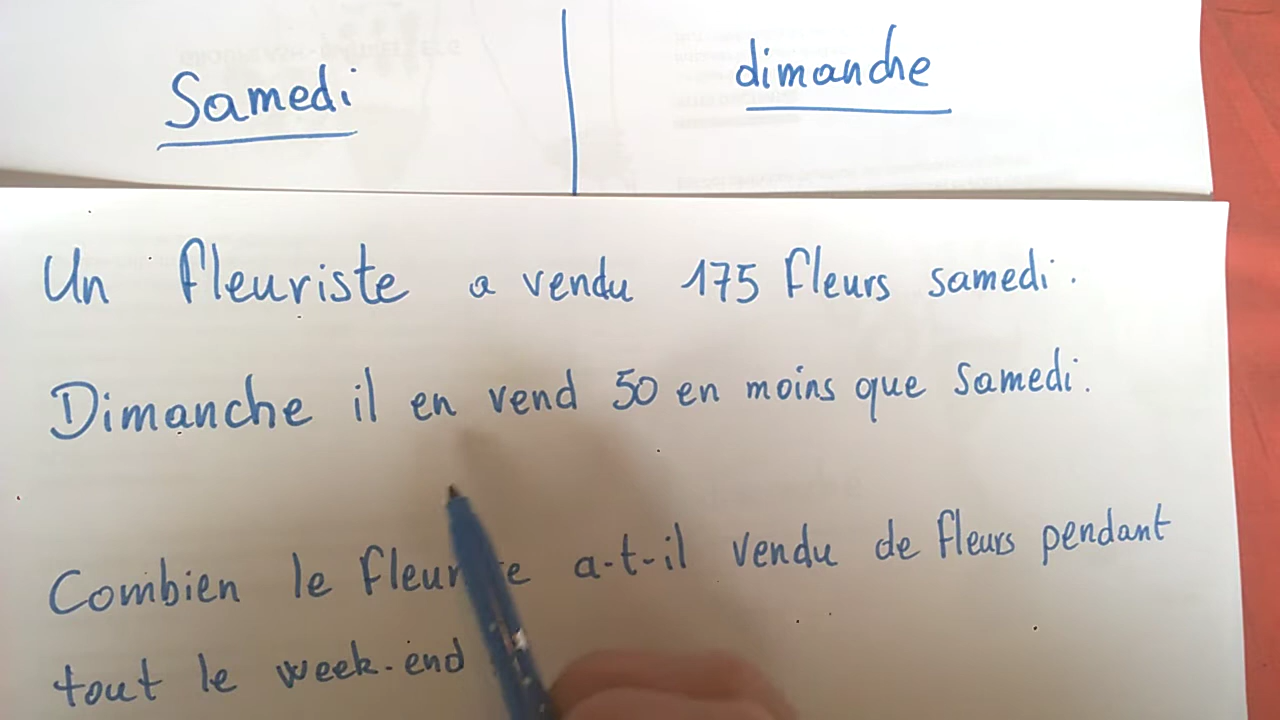 Samedi
dimanche
Un fleuriste a vendu 175 fleurs samedi.
Dimanche il en vend 50 en moins que samedi.
Combien le a-t-il vendu de fleurs pendant
tout le week-end